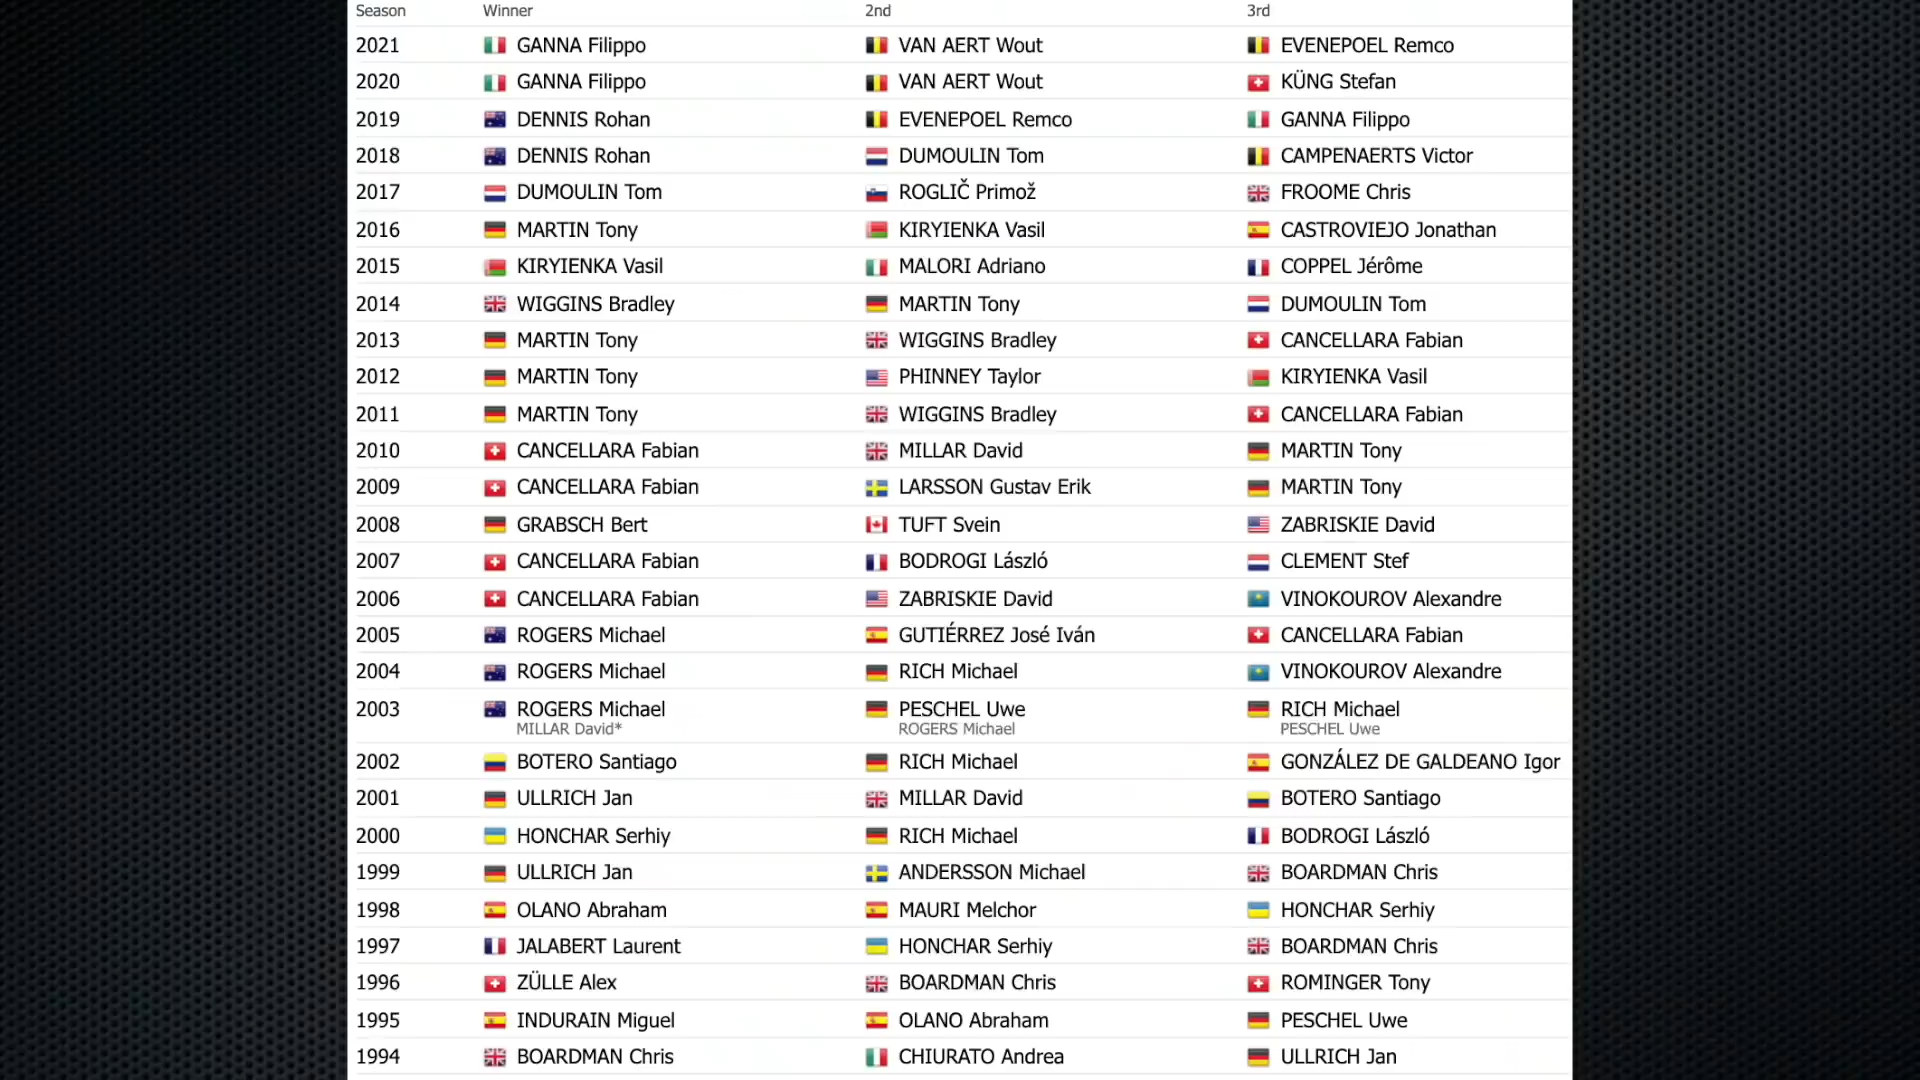 Season Winner 2nd 3rd
2021 GANNA Filippo VAN AERT Wout EVENEPOEL Remco
2020 GANNA Filippo VAN AERT Wout KÜNG Stefan
2019 DENNIS Rohan EVENEPOEL Remco GANNA Filippo
2018 DENNIS Rohan DUMOULIN Tom CAMPENAERTS Victor
2017 DUMOULIN Tom ROGLIČ Primož FROOME Chris
2016 MARTIN Tony KIRYIENKA Vasil CASTROVIEJO Jonathan
2015 KIRYIENKA Vasil MALORI Adriano COPPEL Jérôme
2014 WIGGINS Bradley MARTIN Tony DUMOULIN Tom
2013 MARTIN Tony WIGGINS Bradley CANCELLARA Fabian
2012 MARTIN Tony PHINNEY Taylor KIRYIENKA Vasil
2011 MARTIN Tony WIGGINS Bradley CANCELLARA Fabian
2010 CANCELLARA Fabian MILLAR David MARTIN Tony
2009 CANCELLARA Fabian LARSSON Gustav Erik MARTIN Tony
2008 GRABSCH Bert TUFT Svein ZABRISKIE David
2007 CANCELLARA Fabian BODROGI László CLEMENT Stef
2006 CANCELLARA Fabian ZABRISKIE David VINOKOUROV Alexandre
2005 ROGERS Michael GUTIÉRREZ José Iván CANCELLARA Fabian
2004 ROGERS Michael RICH Michael VINOKOUROV Alexandre
2003 ROGERS Michael PESCHEL Uwe RICH Michael
MILLAR David* ROGERS Michael PESCHEL Uwe
2002 BOTERO Santiago RICH Michael GONZÁLEZ DE GALDEANO Igor
2001 ULLRICH Jan MILLAR David BOTERO Santiago
2000 HONCHAR Serhiy RICH Michael BODROGI László
1999 ULLRICH Jan ANDERSSON Michael BOARDMAN Chris
1998 OLANO Abraham MAURI Melchor HONCHAR Serhiy
1997 JALABERT Laurent HONCHAR Serhiy BOARDMAN Chris
1996 ZÜLLE Alex BOARDMAN Chris ROMINGER Tony
1995 INDURAIN Miguel OLANO Abraham PESCHEL Uwe
1994 BOARDMAN Chris CHIURATO Andrea ULLRICH Jan